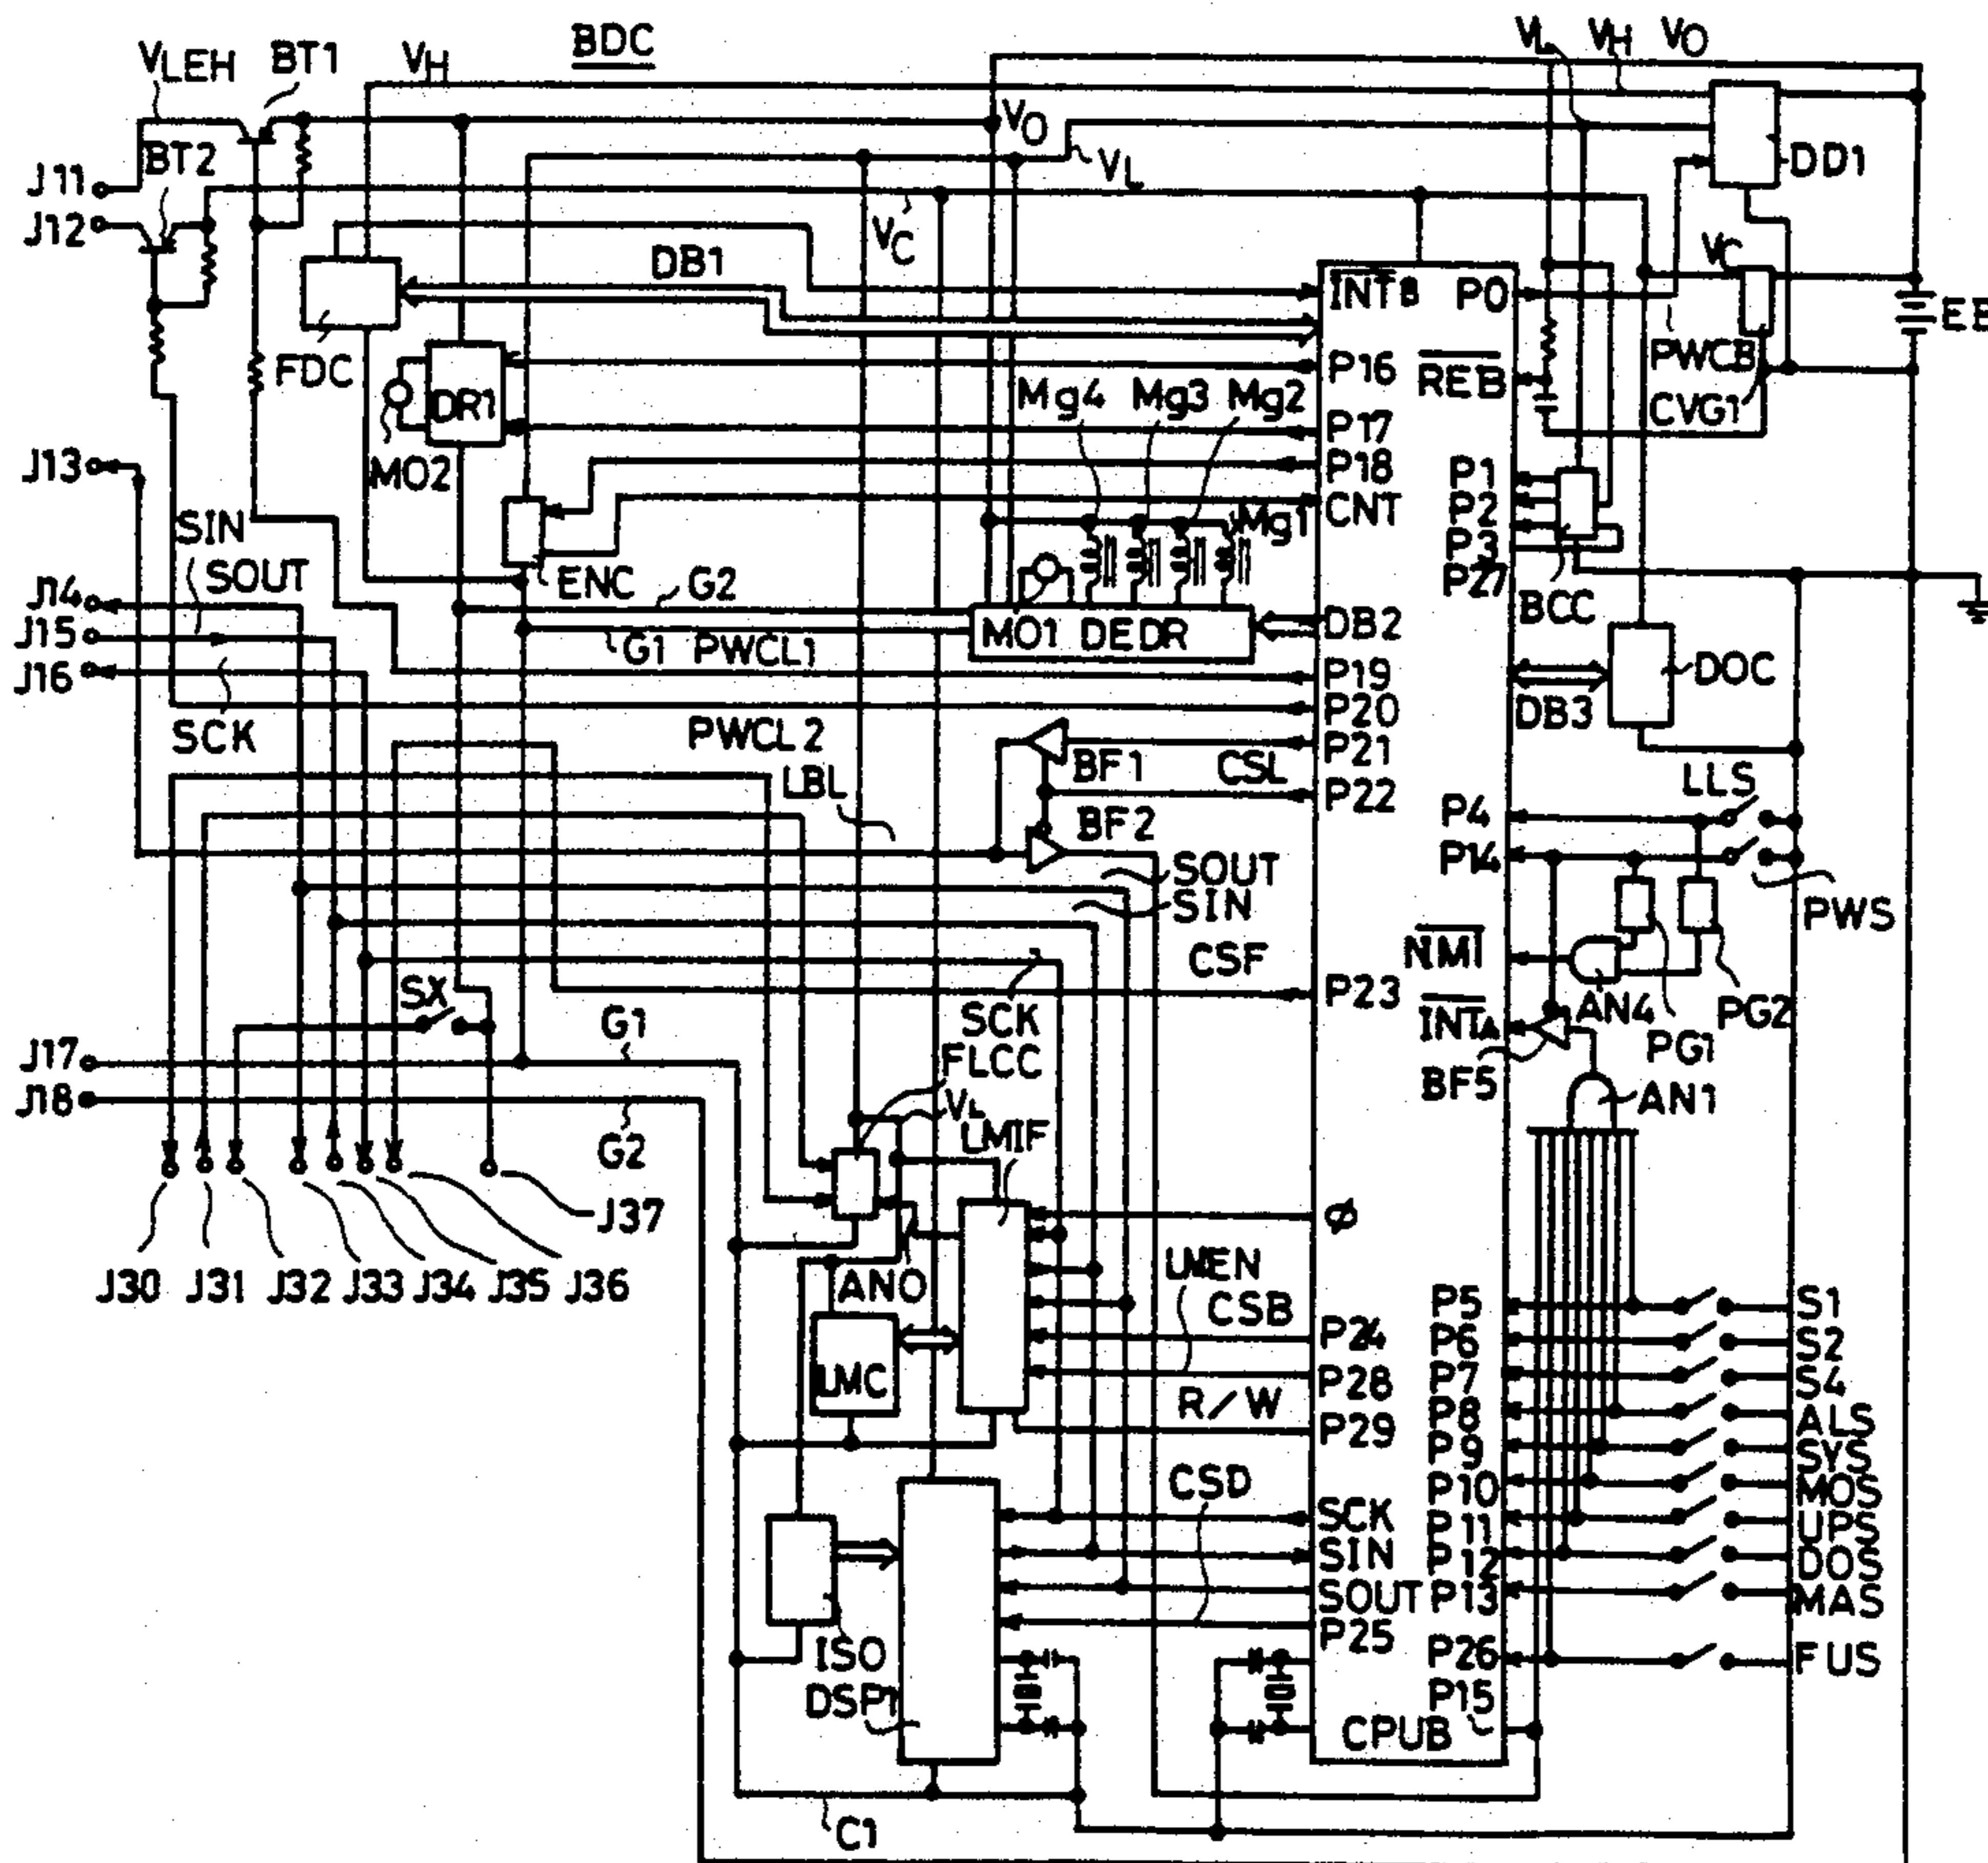 BDC
VLEH
BT1
VH
VL
VH
VO
BT2
VO
DD1
J11
VL
J12
VC
VC
DB1
INTB
P0
EB
FDC
P16
REB
PWCB
DR1
Mg4
Mg3
Mg2
CVG1
P17
J13
MO2
P18
P1
CNT
Mg1
P2
SIN
P3
SOUT
ENC
G2
P27
J14
BCC
J15
MO1
DEDR
DB2
G1
PWCL1
DOC
J16
P19
DB3
SCK
P20
PWCL2
P21
BF1
CSL
LBL
P22
LLS
BF2
P4
P14
SOUT
SIN
PWS
CSF
NMI
SX
P23
SCK
AN4
PG2
G1
INTA
PG1
J17
FLCC
BF5
AN1
J18
VL
LMIF
G2
J37
φ
J30
J31
J32
J33
J34
J35
J36
ANO
LMEN
CSB
P5
S1
P24
P6
S2
LMC
P28
P7
S4
R/W
P8
ALS
P29
P9
SYS
CSD
P10
MOS
SCK
P11
UPS
SIN
P12
DOS
SOUT
P13
MAS
P25
ISO
P26
FUS
DSP1
P15
CPUB
C1